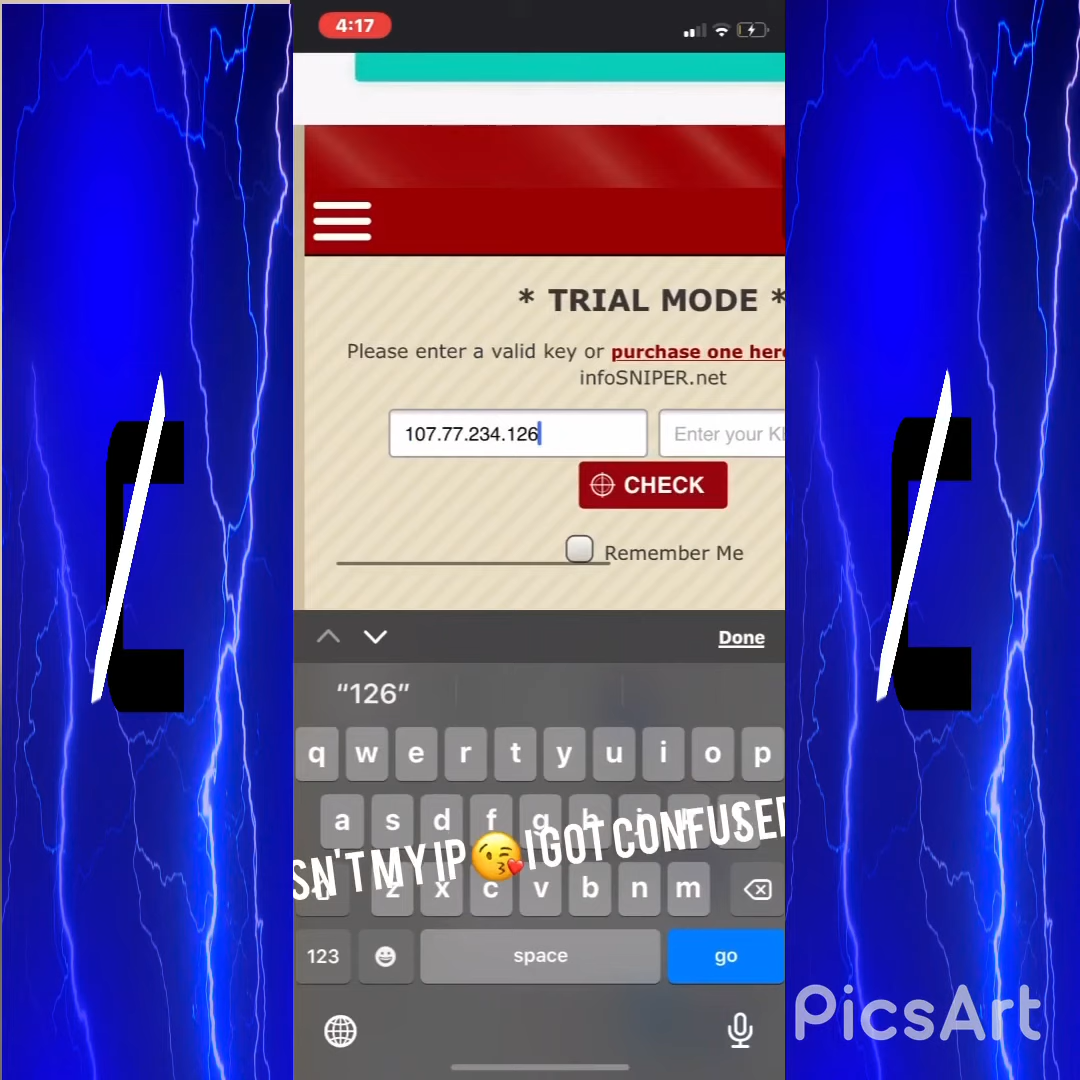 4:17
* TRIAL MODE *
Please enter a valid key or purchase one here
infoSNIPER.net
107.77.234.126
Enter your
CHECK
Remember Me
Done
“126”
q w e r t y u i o p
a s d f g h j k l
SN'T MY IP 😘 I GOT CONFUSED
z x c v b n m
123 space go
PicsArt